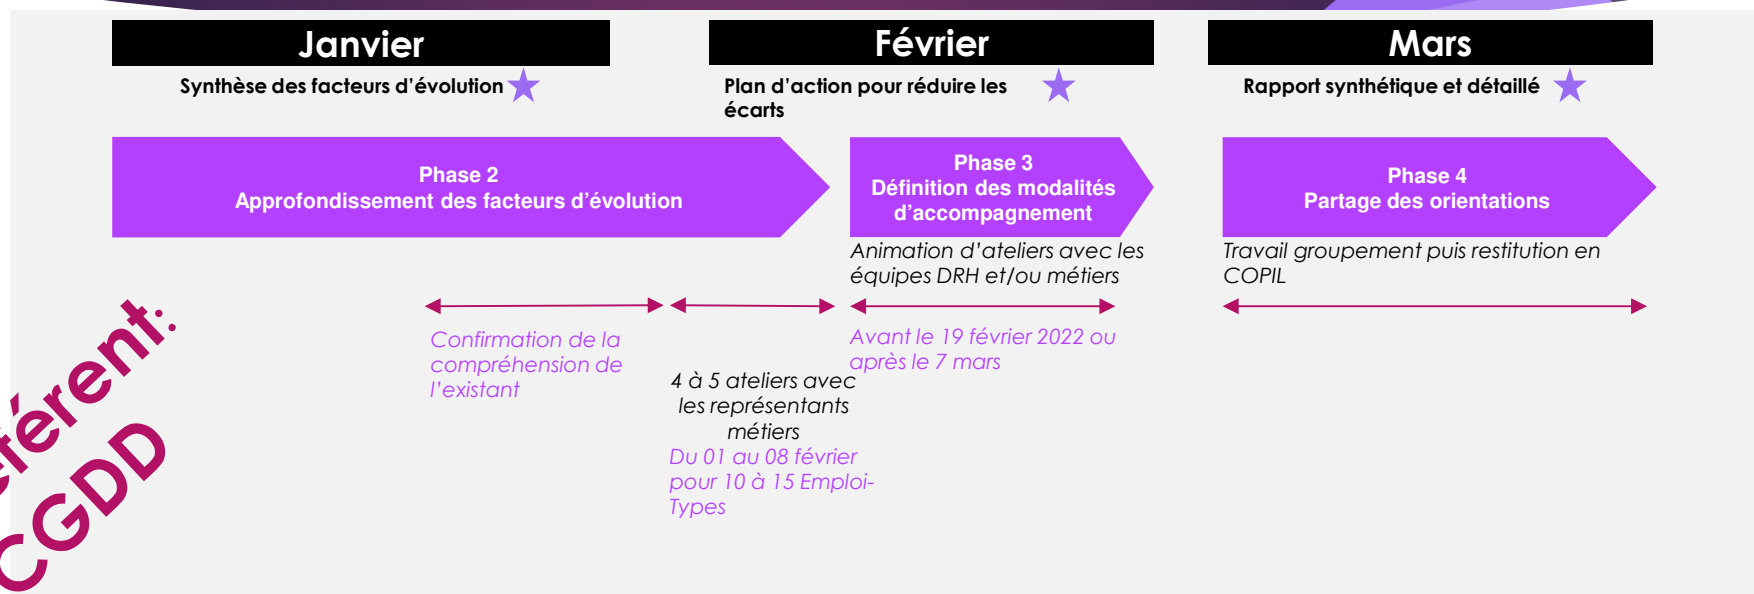 Janvier
Février
Mars
Synthèse des facteurs d’évolution
Plan d’action pour réduire les
écarts
Rapport synthétique et détaillé
Phase 2
Approfondissement des facteurs d’évolution
Phase 3
Définition des modalités
d’accompagnement
Phase 4
Partage des orientations
Animation d’ateliers avec les
équipes DRH et/ou métiers
Travail groupement puis restitution en
COPIL
Confirmation de la
compréhension de
l’existant
4 à 5 ateliers avec
les représentants
métiers
Du 01 au 08 février
pour 10 à 15 Emploi-
Types
Avant le 19 février 2022 ou
après le 7 mars
CGDD